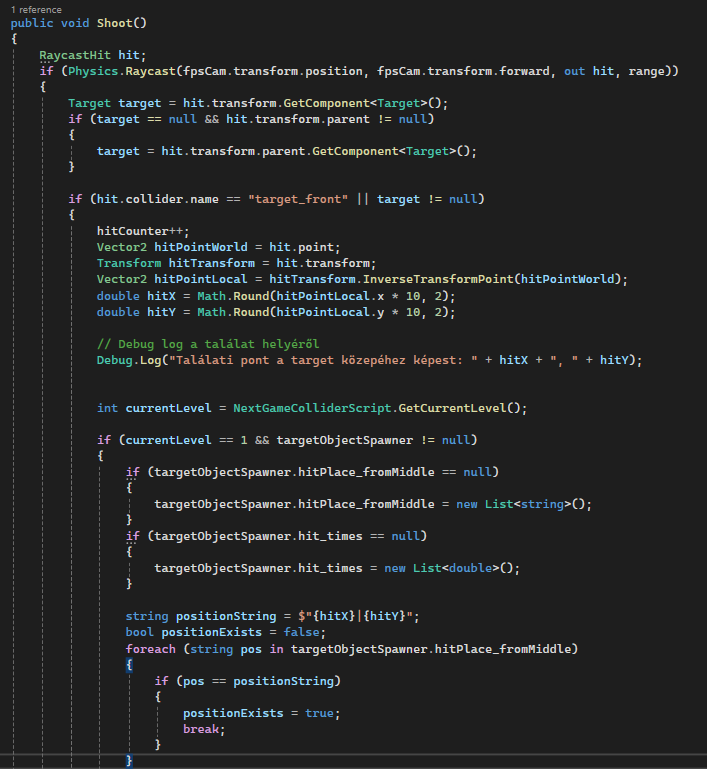 1 reference
public void Shoot()
{
RaycastHit hit;
if (Physics.Raycast(fpsCam.transform.position, fpsCam.transform.forward, out hit, range))
{
Target target = hit.transform.GetComponent<Target>();
if (target == null && hit.transform.parent != null)
{
target = hit.transform.parent.GetComponent<Target>();
}
if (hit.collider.name == "target_front" || target != null)
{
hitCounter++;
Vector2 hitPointWorld = hit.point;
Transform hitTransform = hit.transform;
Vector2 hitPointLocal = hitTransform.InverseTransformPoint(hitPointWorld);
double hitX = Math.Round(hitPointLocal.x * 10, 2);
double hitY = Math.Round(hitPointLocal.y * 10, 2);
// Debug log a találat helyéről
Debug.Log("Találati pont a target közepéhez képest: " + hitX + ", " + hitY);
int currentLevel = NextGameColliderScript.GetCurrentLevel();
if (currentLevel == 1 && targetObjectSpawner != null)
{
if (targetObjectSpawner.hitPlace_fromMiddle == null)
{
targetObjectSpawner.hitPlace_fromMiddle = new List<string>();
}
if (targetObjectSpawner.hit_times == null)
{
targetObjectSpawner.hit_times = new List<double>();
}
string positionString = $"{hitX}|{hitY}";
bool positionExists = false;
foreach (string pos in targetObjectSpawner.hitPlace_fromMiddle)
{
if (pos == positionString)
{
positionExists = true;
break;
}
}